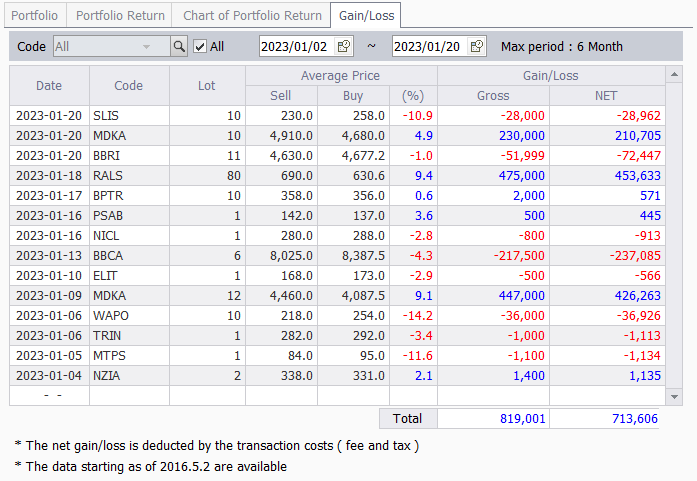 Portfolio Portfolio Return Chart of Portfolio Return Gain/Loss
Code All All 2023/01/02 ~ 2023/01/20 Max period : 6 Month
Date Code Lot Average Price Gain/Loss
Sell Buy (%) Gross NET
2023-01-20 SLIS 10 230.0 258.0 -10.9 -28,000 -28,962
2023-01-20 MDKA 10 4,910.0 4,680.0 4.9 230,000 210,705
2023-01-20 BBRI 11 4,630.0 4,677.2 -1.0 -51,999 -72,447
2023-01-18 RALS 80 690.0 630.6 9.4 475,000 453,633
2023-01-17 BPTR 10 358.0 356.0 0.6 2,000 571
2023-01-16 PSAB 1 142.0 137.0 3.6 500 445
2023-01-16 NICL 1 280.0 288.0 -2.8 -800 -913
2023-01-13 BBCA 6 8,025.0 8,387.5 -4.3 -217,500 -237,085
2023-01-10 ELIT 1 168.0 173.0 -2.9 -500 -566
2023-01-09 MDKA 12 4,460.0 4,087.5 9.1 447,000 426,263
2023-01-06 WAPO 10 218.0 254.0 -14.2 -36,000 -36,926
2023-01-06 TRIN 1 282.0 292.0 -3.4 -1,000 -1,113
2023-01-05 MTPS 1 84.0 95.0 -11.6 -1,100 -1,134
2023-01-04 NZIA 2 338.0 331.0 2.1 1,400 1,135
- -
Total 819,001 713,606
* The net gain/loss is deducted by the transaction costs ( fee and tax )
* The data starting as of 2016.5.2 are available